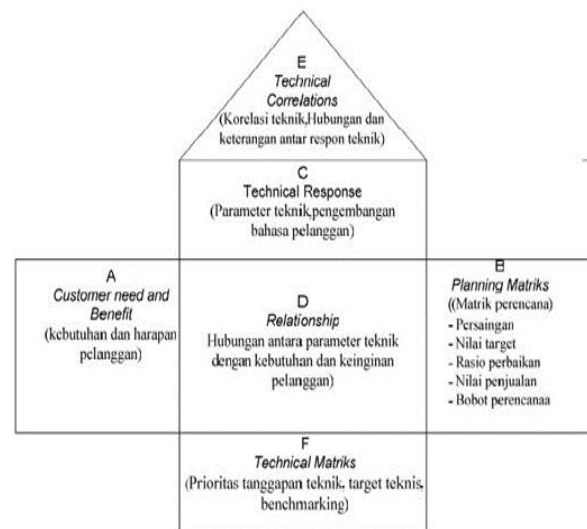 E
Technical
Correlations
(Korelasi teknik,Hubungan dan
keterangan antar respon teknik)
C
Technical Response
(Parameter teknik,pengembangan
bahasa pelanggan)
A
Customer need and
Benefit
(kebutuhan dan harapan
pelanggan)
D
Relationship
Hubungan antara parameter teknik
dengan kebutuhan dan keinginan
pelanggan)
B
Planning Matriks
((Matrik perencana)
- Persaingan
- Nilai target
- Rasio perbaikan
- Nilai penjualan
- Bobot perencanaa
F
Technical Matriks
(Prioritas tanggapan teknik, target teknis,
benchmarking)